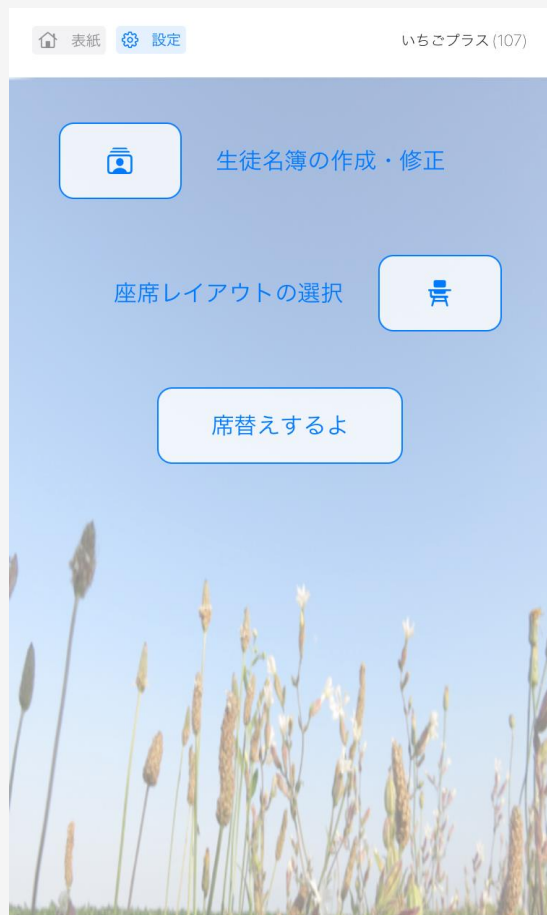 表紙 設定 いちごプラス(107)
生徒名簿の作成・修正
座席レイアウトの選択
席替えするよ